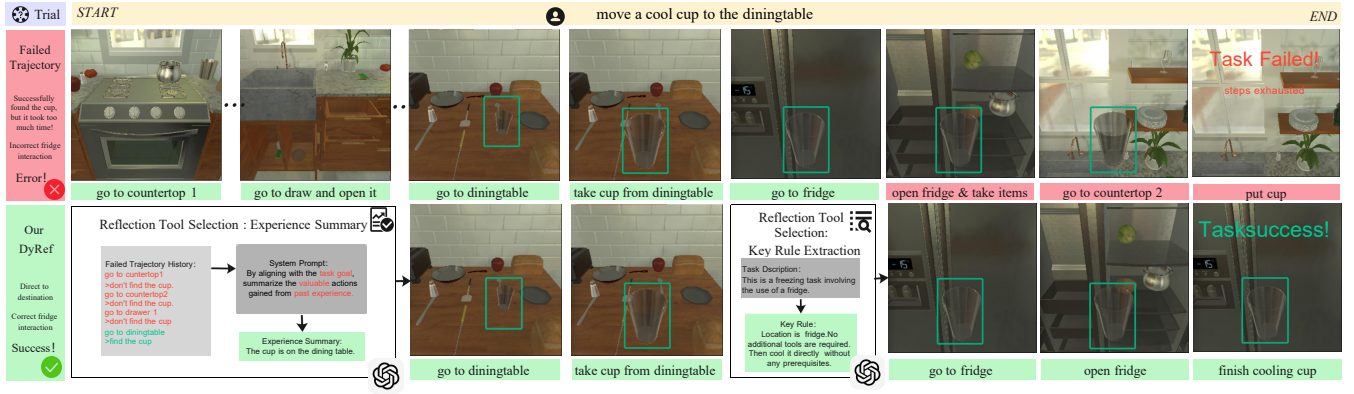 Trial
START
move a cool cup to the diningtable
END
Failed
Trajectory
Successfully
found the cup,
but it took too
much time!
Incorrect fridge
interaction
Error!
...
..
- 15
Task Failed!
steps exhausted
go to countertop 1
go to draw and open it
go to diningtable
take cup from diningtable
go to fridge
open fridge & take items
go to countertop 2
put cup
Our
DyRef
Direct to
destination
Correct fridge
interaction
Success!
Reflection Tool Selection : Experience Summary
Failed Trajectory History:
go to cuntertop1
>don't find the cup.
go to countertop2
>don't find the cup.
go to drawer 1
>don't find the cup
go to diningtable
>find the cup
System Prompt:
By aligning with the task goal,
summarize the valuable actions
gained from past experience.
Experience Summary:
The cup is on the dining table.
go to diningtable
take cup from diningtable
Reflection Tool
Selection:
Key Rule Extraction
Task Dscription:
This is a freezing task involving
the use of a fridge.
Key Rule:
Location is fridge.No
additional tools are required.
Then cool it directly without
any prerequisites.
- 15
Tasksuccess!
go to fridge
open fridge
finish cooling cup